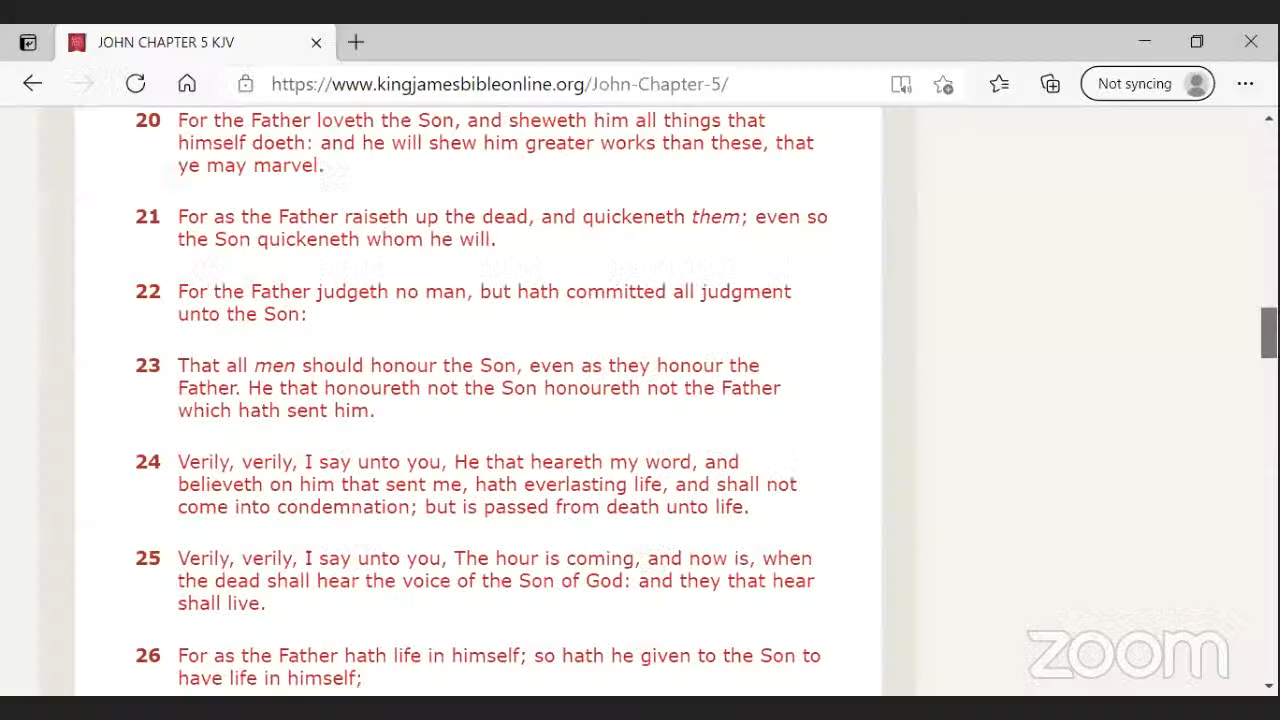 JOHN CHAPTER 5 KJV
https://www.kingjamesbibleonline.org/John-Chapter-5/
Not syncing
20 For the Father loveth the Son, and sheweth him all things that
himself doeth: and he will shew him greater works than these, that
ye may marvel.
21 For as the Father raiseth up the dead, and quickeneth them; even so
the Son quickeneth whom he will.
22 For the Father judgeth no man, but hath committed all judgment
unto the Son:
23 That all men should honour the Son, even as they honour the
Father. He that honoureth not the Son honoureth not the Father
which hath sent him.
24 Verily, verily, I say unto you, He that heareth my word, and
believeth on him that sent me, hath everlasting life, and shall not
come into condemnation; but is passed from death unto life.
25 Verily, verily, I say unto you, The hour is coming, and now is, when
the dead shall hear the voice of the Son of God: and they that hear
shall live.
26 For as the Father hath life in himself; so hath he given to the Son to
have life in himself;
zoom